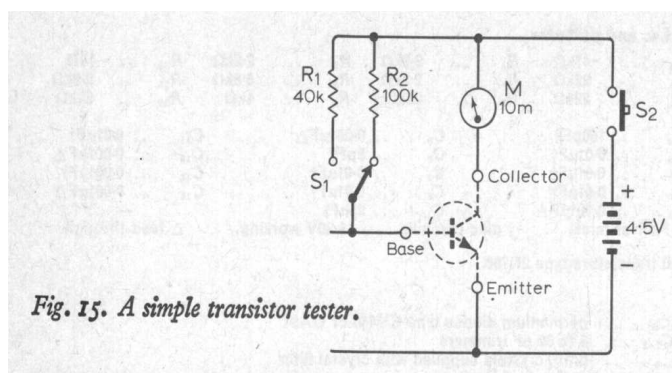 R1
40k
R2
100k
M
10m
S2
S1
Collector
+
4·5V
−
Base
Emitter
Fig. 15. A simple transistor tester.